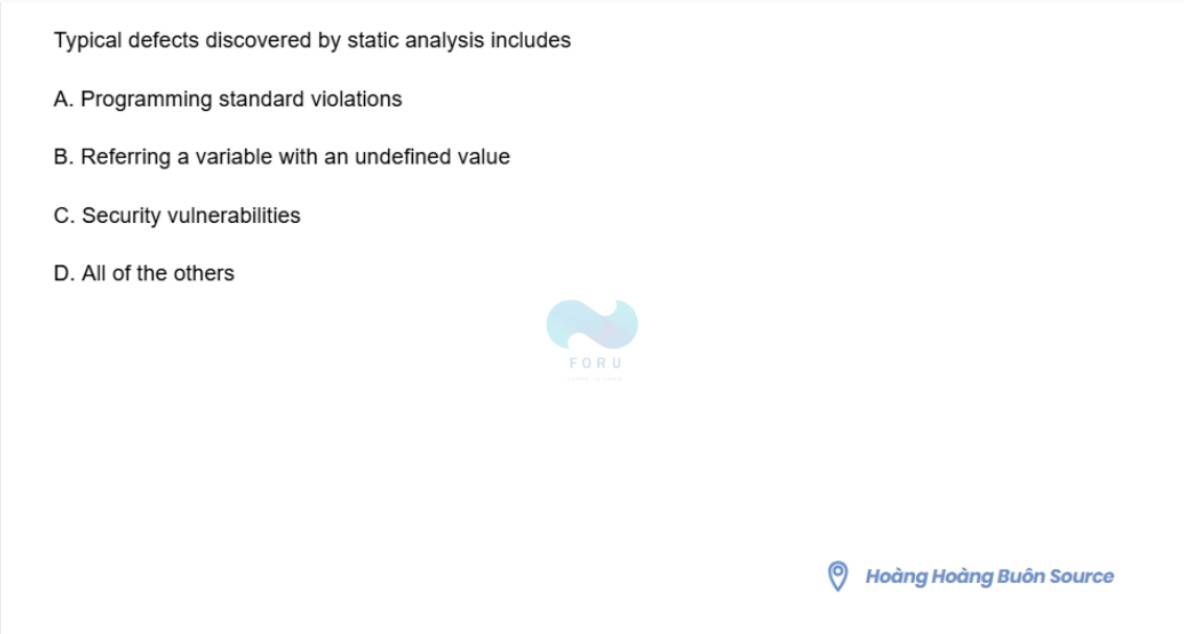 Typical defects discovered by static analysis includes
A. Programming standard violations
B. Referring a variable with an undefined value
C. Security vulnerabilities
D. All of the others
FORU
Hoàng Hoàng Buôn Source